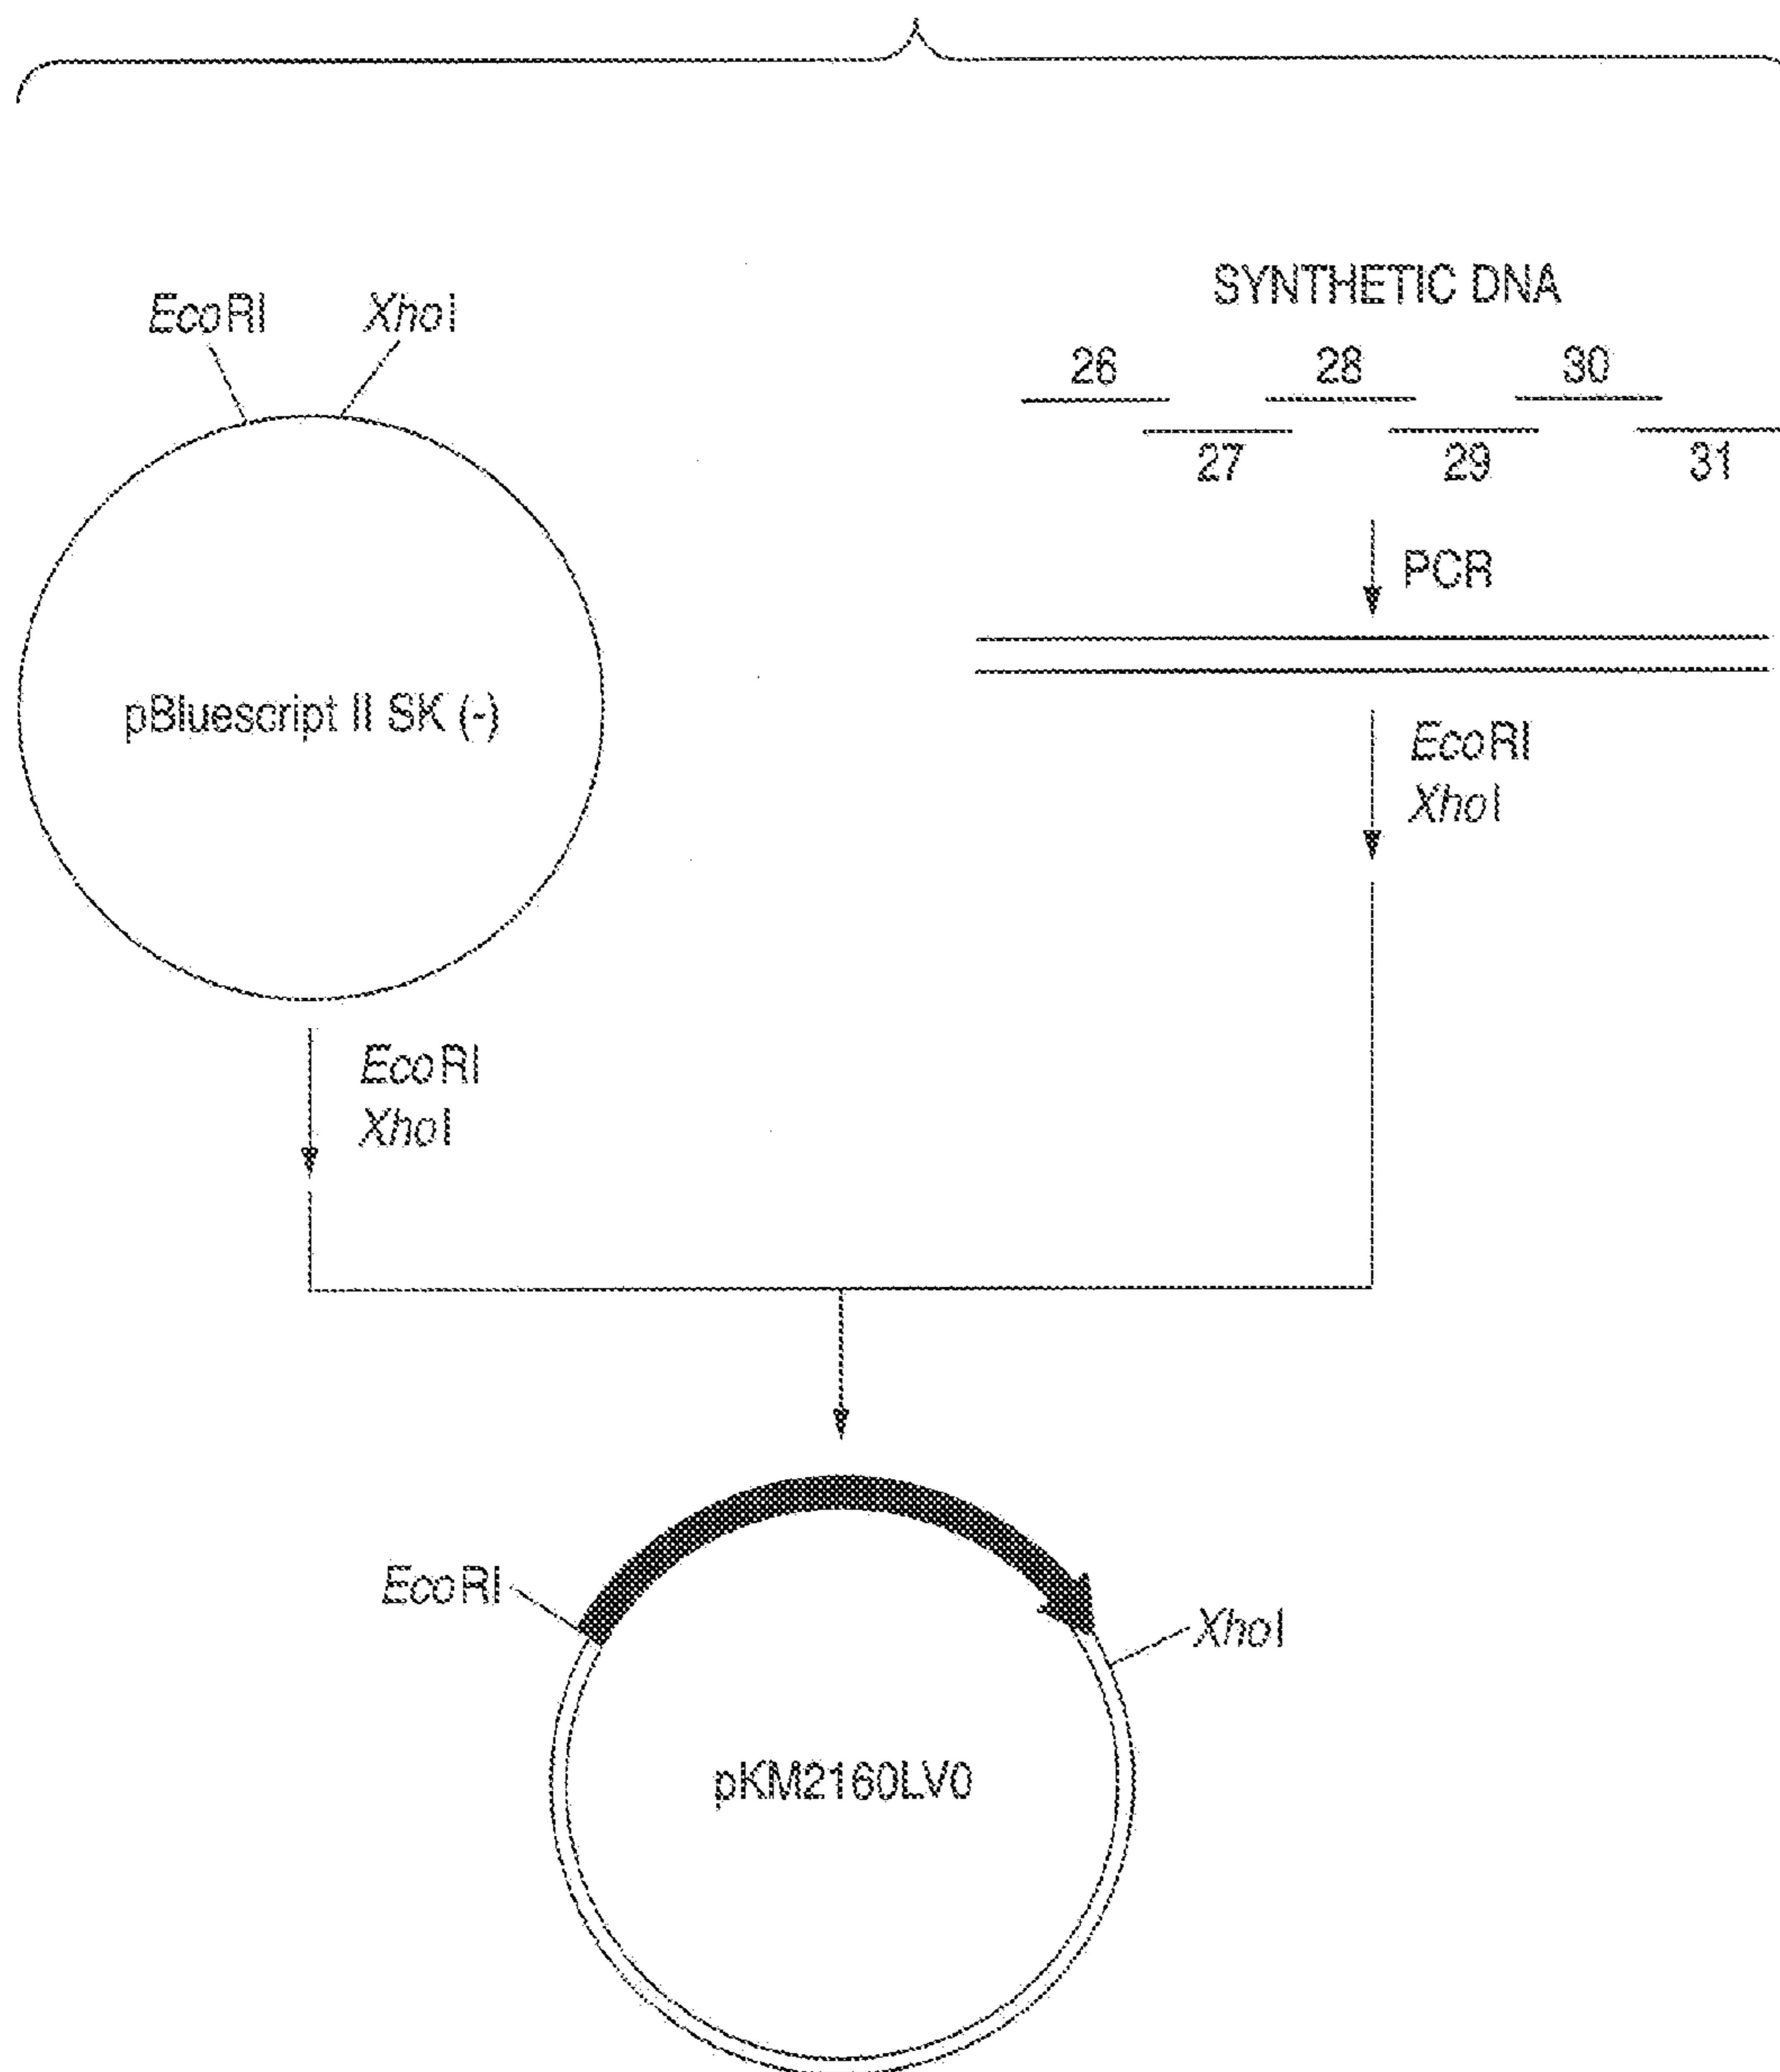 EcoRI XhoI
pBluescript II SK (-)
EcoRI
XhoI
SYNTHETIC DNA
26 28 30
27 29 31
PCR
EcoRI
XhoI
EcoRI
XhoI
pKM2160LV0